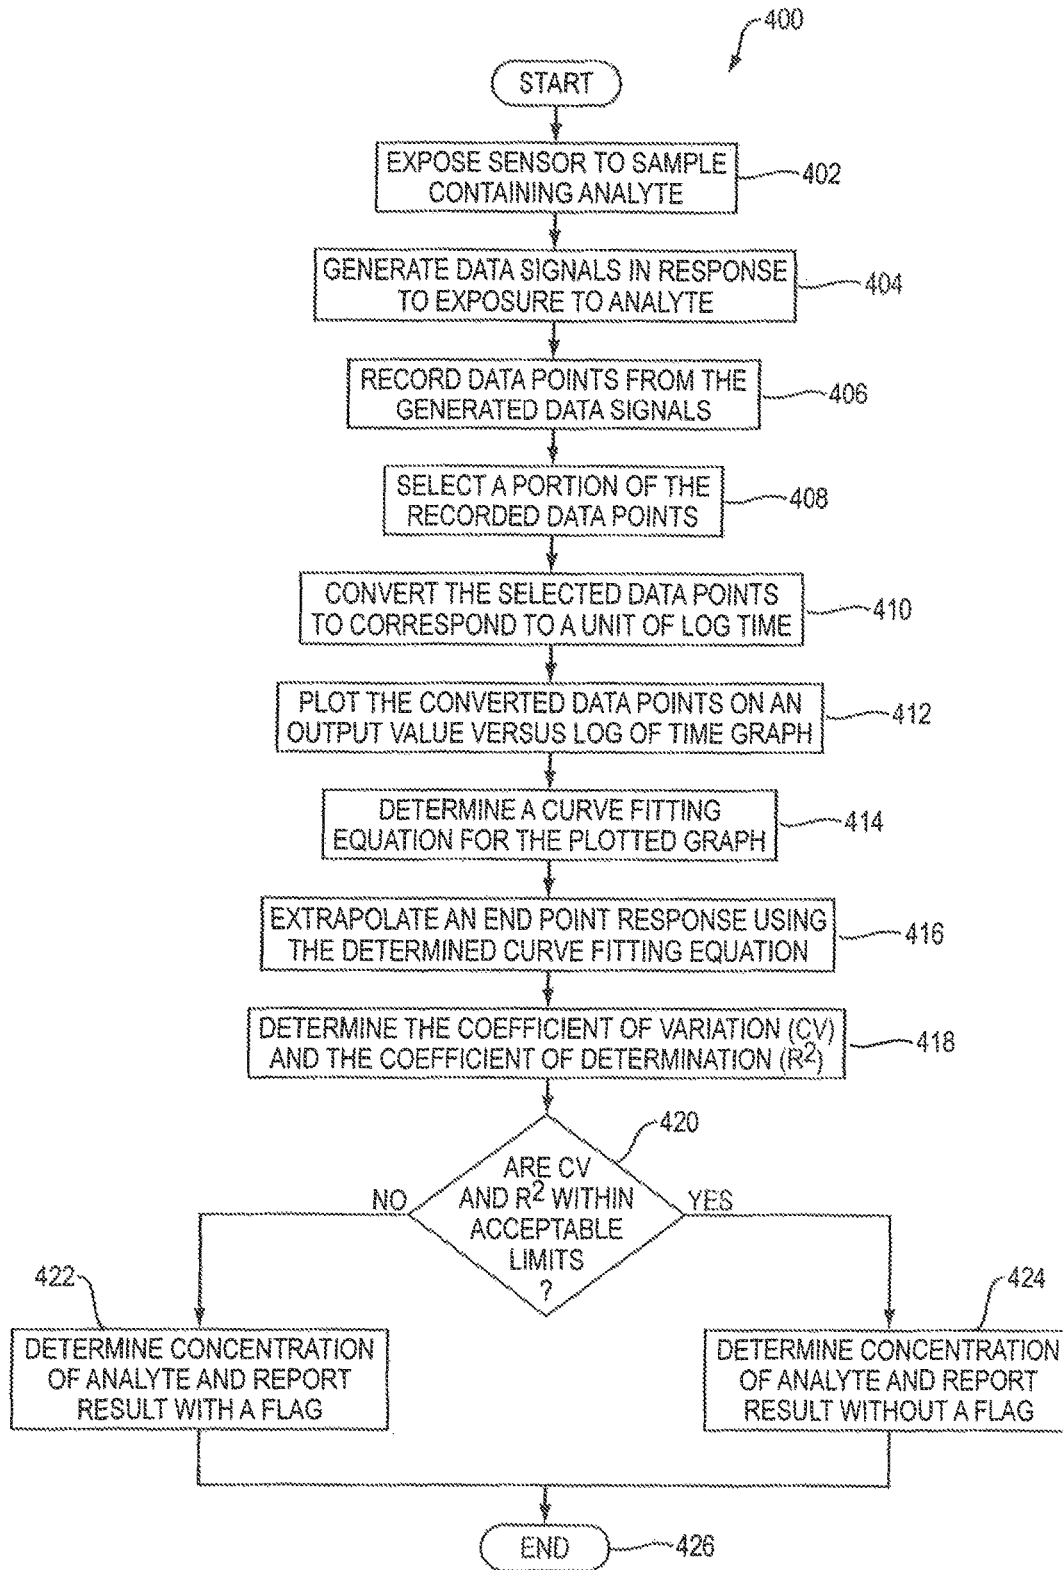 400
START
EXPOSE SENSOR TO SAMPLE
CONTAINING ANALYTE
402
GENERATE DATA SIGNALS IN RESPONSE
TO EXPOSURE TO ANALYTE
404
RECORD DATA POINTS FROM THE
GENERATED DATA SIGNALS
406
SELECT A PORTION OF THE
RECORDED DATA POINTS
408
CONVERT THE SELECTED DATA POINTS
TO CORRESPOND TO A UNIT OF LOG TIME
410
PLOT THE CONVERTED DATA POINTS ON AN
OUTPUT VALUE VERSUS LOG OF TIME GRAPH
412
DETERMINE A CURVE FITTING
EQUATION FOR THE PLOTTED GRAPH
414
EXTRAPOLATE AN END POINT RESPONSE USING
THE DETERMINED CURVE FITTING EQUATION
416
DETERMINE THE COEFFICIENT OF VARIATION (CV)
AND THE COEFFICIENT OF DETERMINATION (R²)
418
420
ARE CV
AND R² WITHIN
ACCEPTABLE
LIMITS
?
NO
YES
422
DETERMINE CONCENTRATION
OF ANALYTE AND REPORT
RESULT WITH A FLAG
424
DETERMINE CONCENTRATION
OF ANALYTE AND REPORT
RESULT WITHOUT A FLAG
END
426